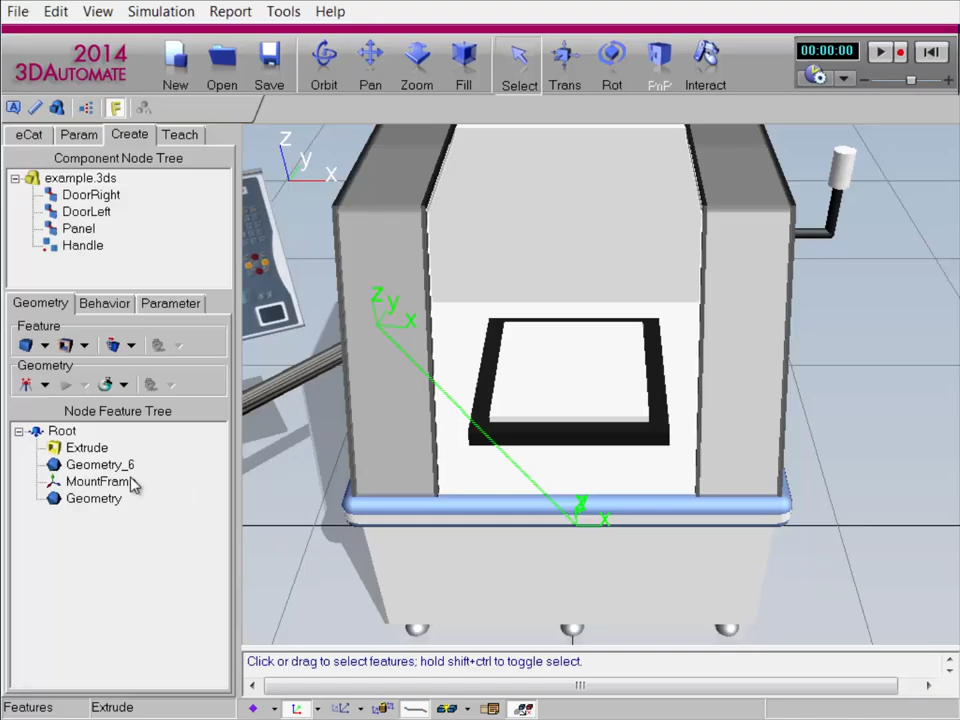 File Edit View Simulation Report Tools Help
2014
3DAUTOMATE
New Open Save Orbit Pan Zoom Fill Select Trans Rot PnP Interact
00:00:00
eCat Param Create Teach
Component Node Tree
example.3ds
DoorRight
DoorLeft
Panel
Handle
Geometry Behavior Parameter
Feature
Geometry
Node Feature Tree
Root
Extrude
Geometry_6
MountFram
Geometry
z y x
z y x
z x
Click or drag to select features; hold shift+ctrl to toggle select.
Features Extrude